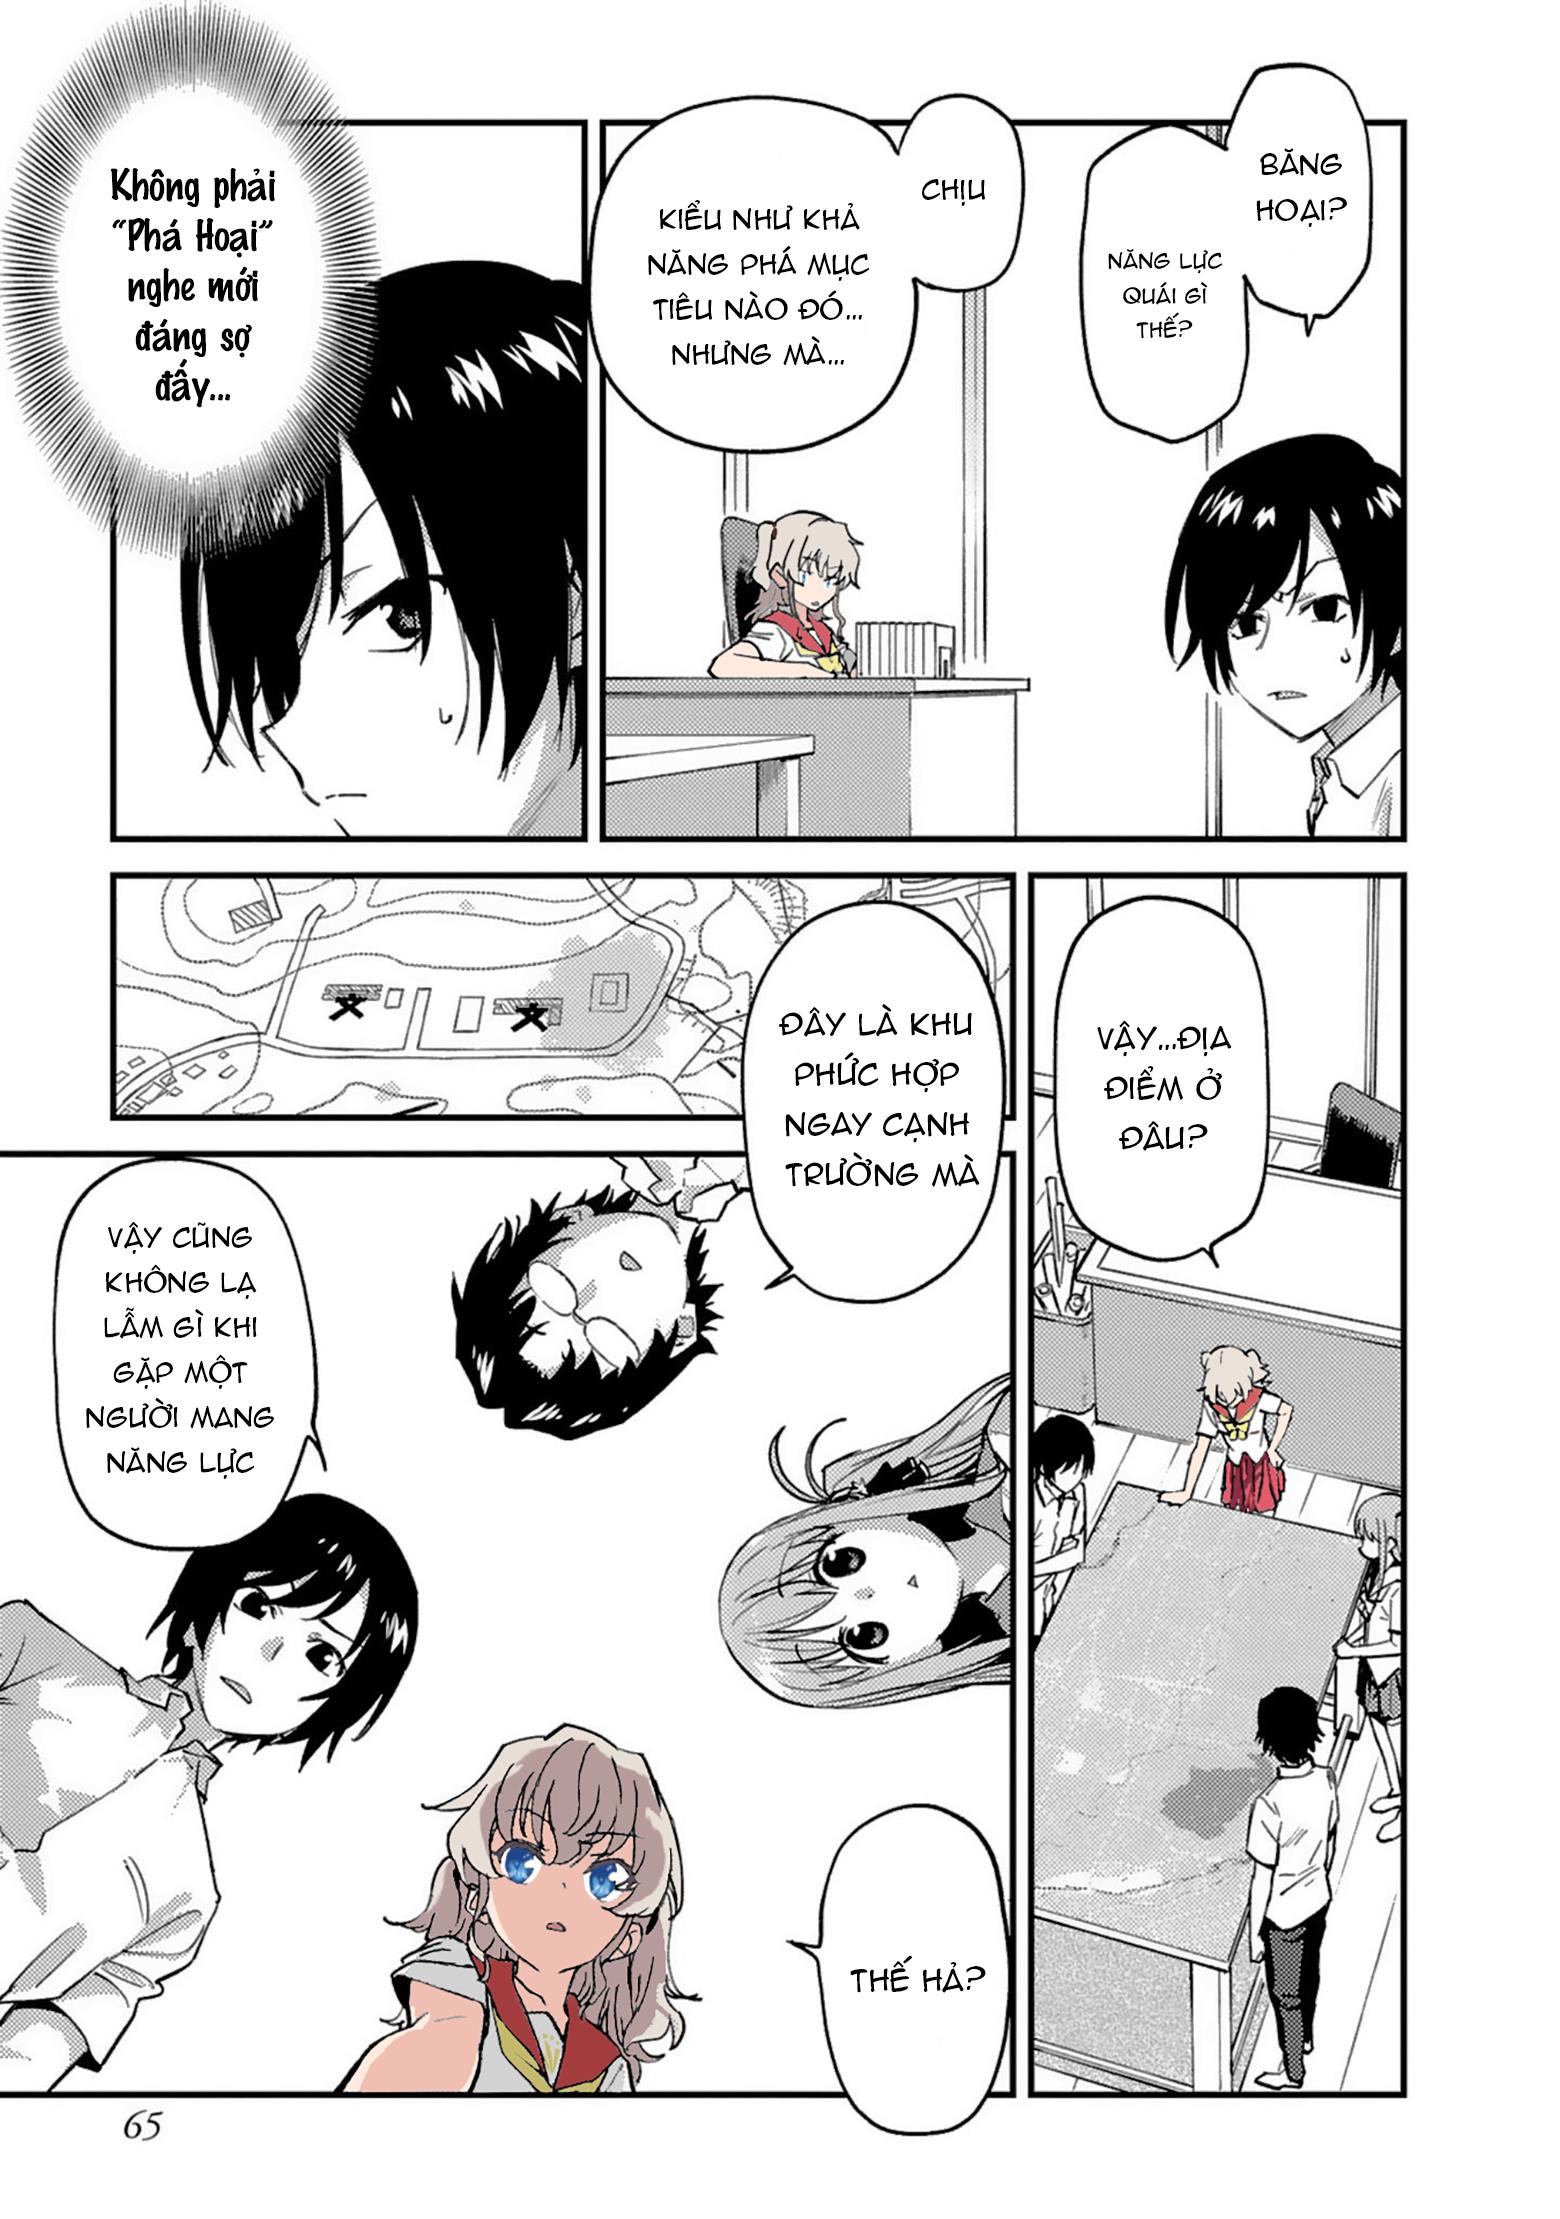 BĂNG
HOẠI?
NĂNG LỰC
QUÁI GÌ
THẾ?
CHỊU
KIỂU NHƯ KHẢ
NĂNG PHÁ MỤC
TIÊU NÀO ĐÓ...
NHƯNG MÀ...
Không phải
“Phá Hoại”
nghe mới
đáng sợ
đấy...
VẬY...ĐỊA
ĐIỂM Ở
ĐÂU?
ĐÂY LÀ KHU
PHỨC HỢP
NGAY CẠNH
TRƯỜNG MÀ
VẬY CŨNG
KHÔNG LẠ
LẮM GÌ KHI
GẶP MỘT
NGƯỜI MANG
NĂNG LỰC
THẾ HẢ?
65